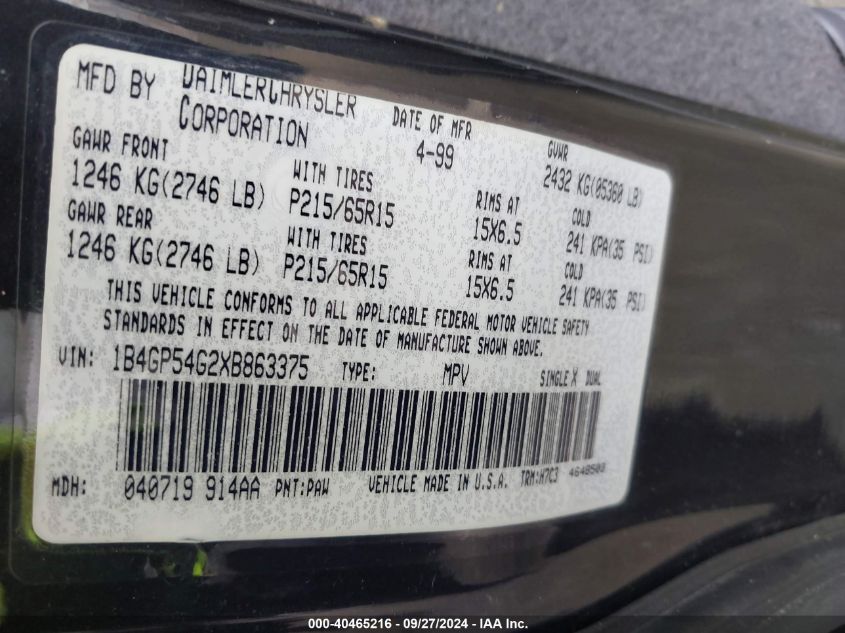 MFD BY DAIMLERCHRYSLER CORPORATION
DATE OF MFR 4-99
GVWR 2432 KG(05360 LB)
GAWR FRONT 1246 KG(2746 LB)
WITH TIRES P215/65R15
RIMS AT 15X6.5
COLD 241 KPA(35 PSI)
GAWR REAR 1246 KG(2746 LB)
WITH TIRES P215/65R15
RIMS AT 15X6.5
COLD 241 KPA(35 PSI)
THIS VEHICLE CONFORMS TO ALL APPLICABLE FEDERAL MOTOR VEHICLE SAFETY
STANDARDS IN EFFECT ON THE DATE OF MANUFACTURE SHOWN ABOVE.
VIN: 1B4GP54G2XB863375 TYPE: MPV SINGLE X DUAL
MDH: 040719 914AA PNT:PAW VEHICLE MADE IN U.S.A. TRM:H7C3
000-40465216 - 09/27/2024 - IAA Inc.